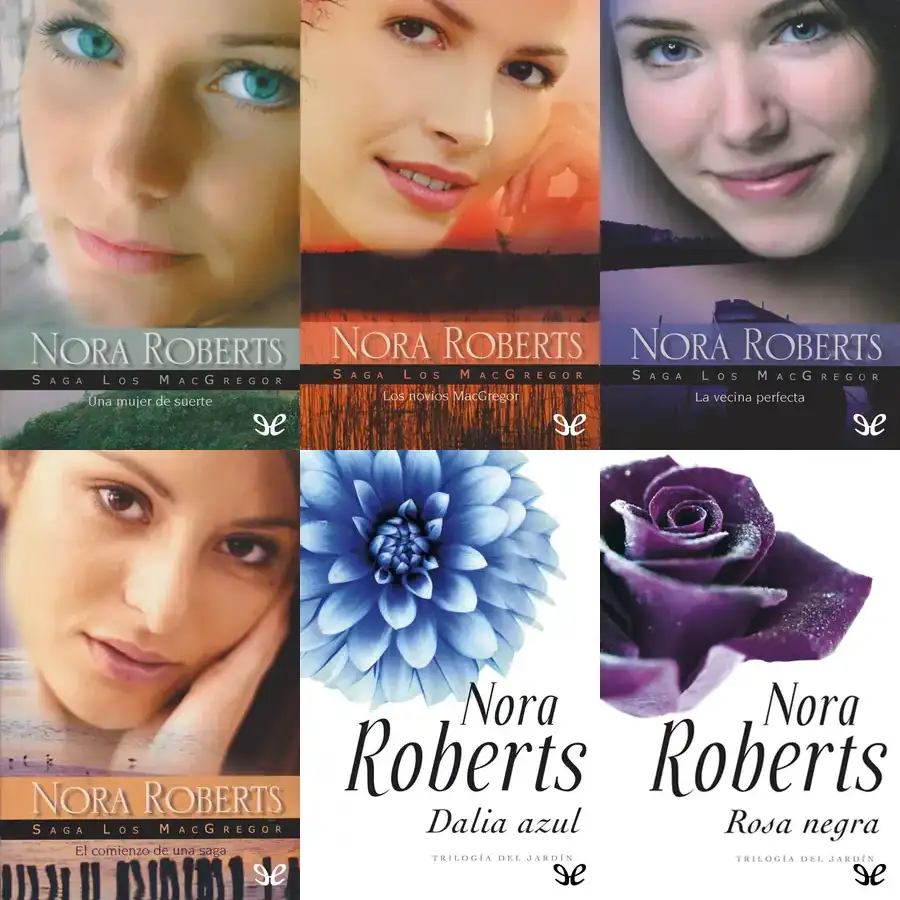 NORA ROBERTS
SAGA LOS MACGREGOR
Una mujer de suerte
NORA ROBERTS
SAGA LOS MACGREGOR
Los novios MacGregor
NORA ROBERTS
SAGA LOS MACGREGOR
La vecina perfecta
NORA ROBERTS
SAGA LOS MACGREGOR
El comienzo de una saga
Nora
Roberts
Dalia azul
TRILOGÍA DEL JARDÍN
Nora
Roberts
Rosa negra
TRILOGÍA DEL JARDÍN